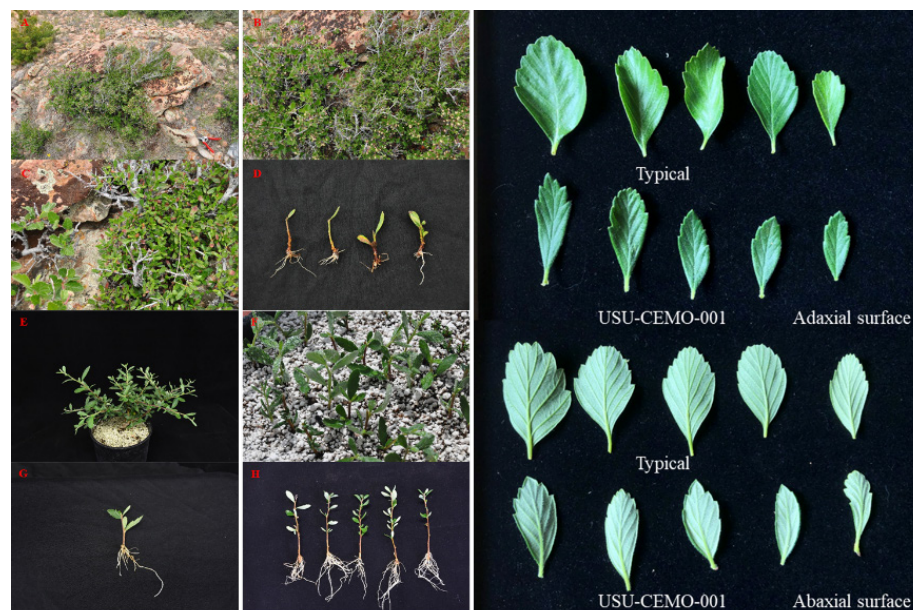 A
B
C
D
E
F
G
H
Typical
USU-CEMO-001
Adaxial surface
Typical
USU-CEMO-001
Abaxial surface